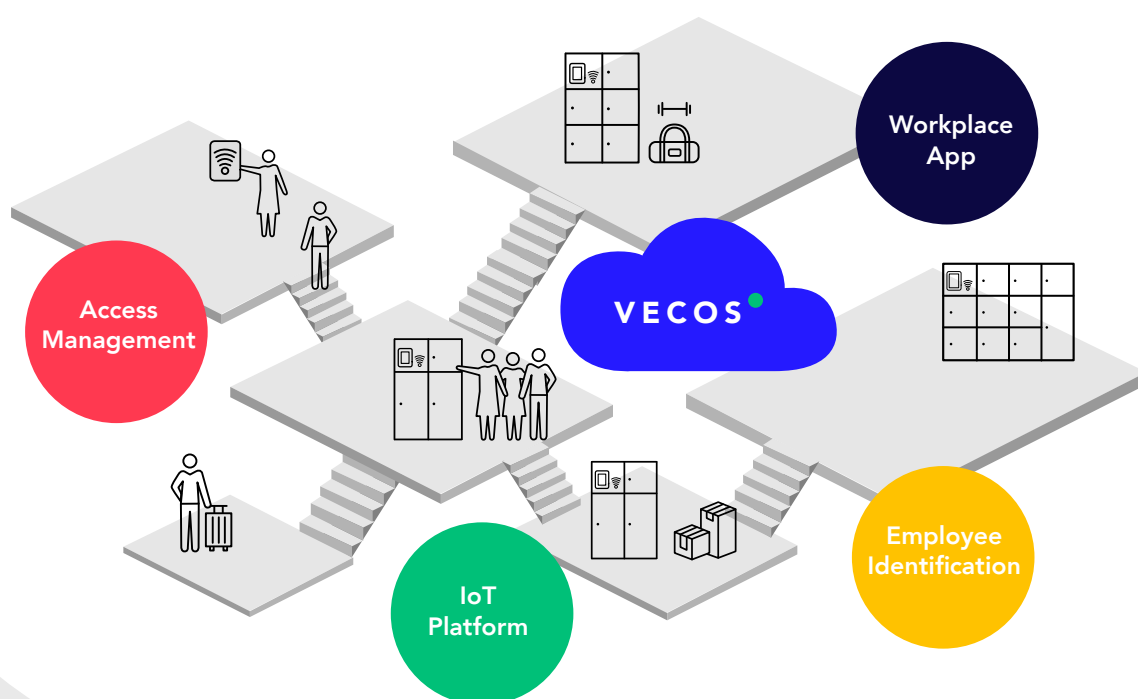 Workplace
App
VECOS
Access
Management
Employee
Identification
IoT
Platform